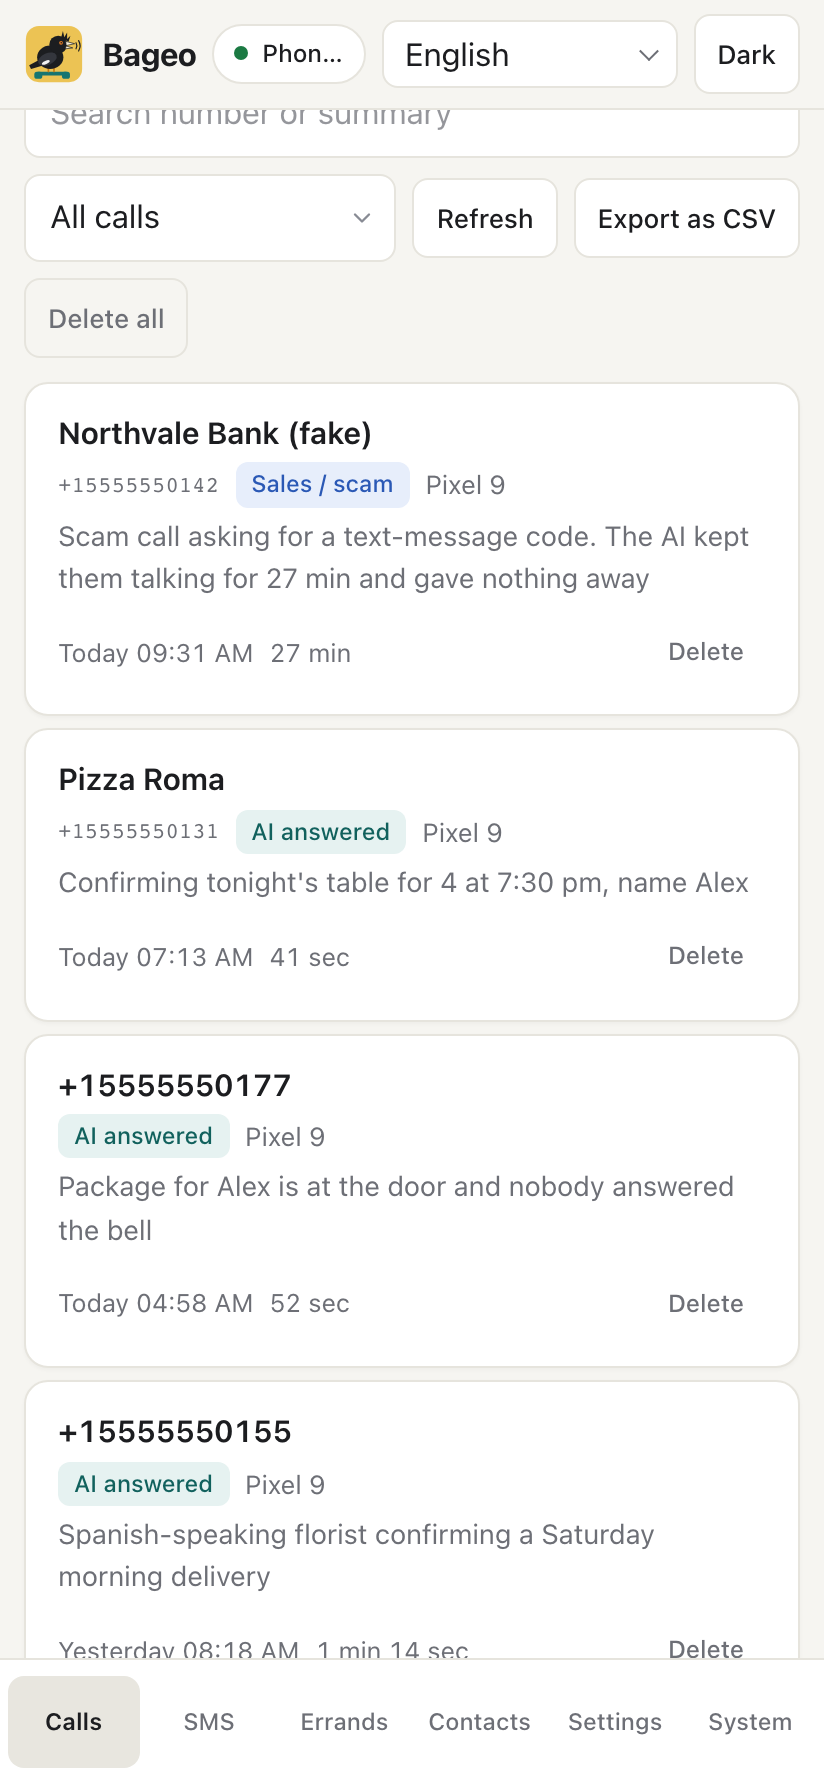 Bageo
Phon...
English
Dark
Search number or summary
All calls
Refresh
Export as CSV
Delete all
Northvale Bank (fake)
+15555550142 Sales / scam Pixel 9
Scam call asking for a text-message code. The AI kept
them talking for 27 min and gave nothing away
Today 09:31 AM 27 min Delete
Pizza Roma
+15555550131 AI answered Pixel 9
Confirming tonight's table for 4 at 7:30 pm, name Alex
Today 07:13 AM 41 sec Delete
+15555550177
AI answered Pixel 9
Package for Alex is at the door and nobody answered
the bell
Today 04:58 AM 52 sec Delete
+15555550155
AI answered Pixel 9
Spanish-speaking florist confirming a Saturday
morning delivery
Yesterday 08:18 AM 1 min 14 sec Delete
Calls
SMS
Errands
Contacts
Settings
System